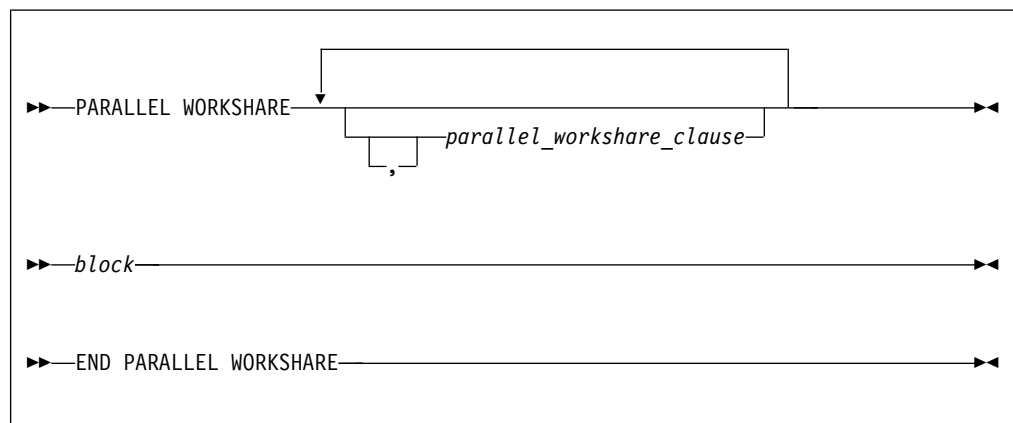 PARALLEL WORKSHARE
parallel_workshare_clause
,
block
END PARALLEL WORKSHARE